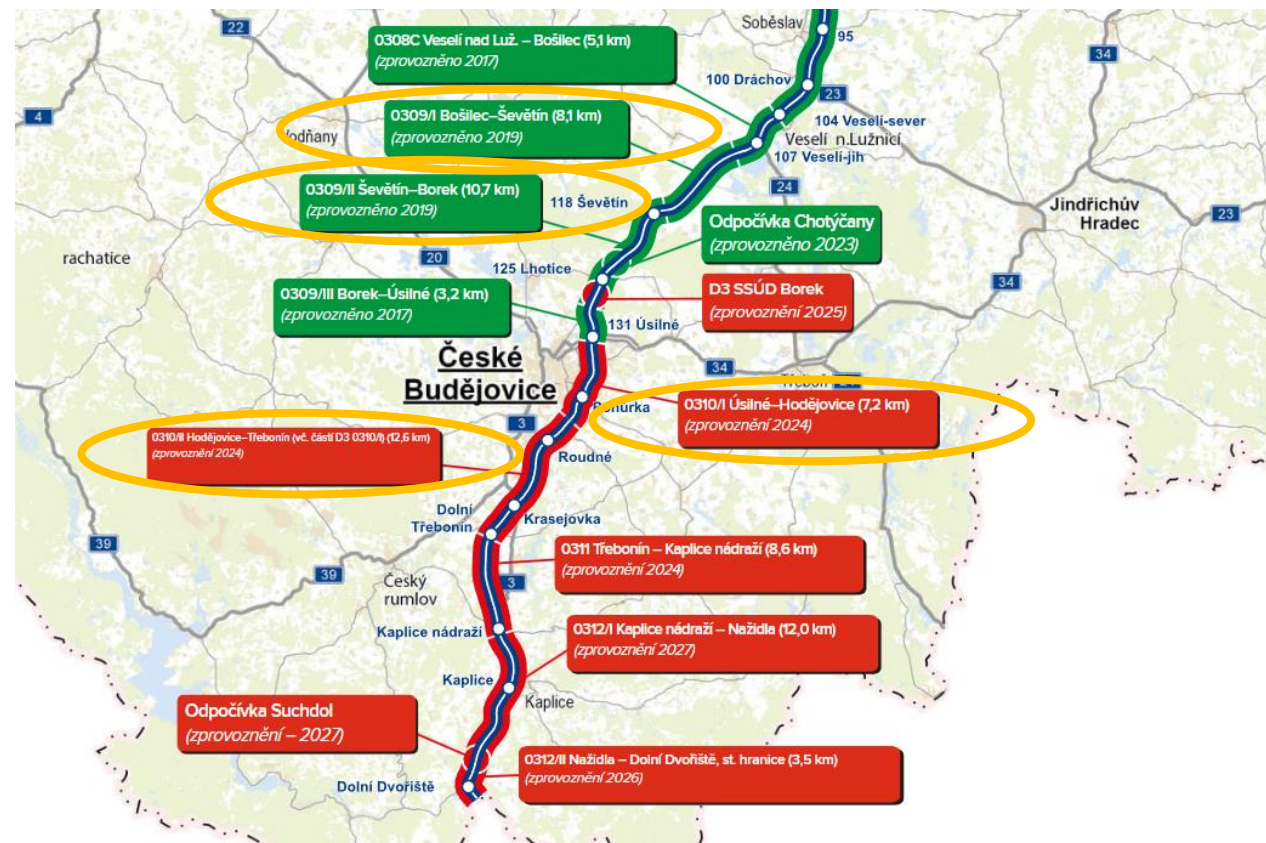 Soběslav
22
0308C Veselí nad Luž. – Bošilec (5,1 km)
(zprovozněno 2017)
95
34
100 Dráchov
23
4
0309/I Bošilec–Ševětín (8,1 km)
(zprovozněno 2019)
104 Veselí-sever
Veselí n.Lužnicí
107 Veselí-jih
0309/II Ševětín–Borek (10,7 km)
(zprovozněno 2019)
24
118 Ševětín
Jindřichův
Hradec
23
Odpočívka Chotýčany
(zprovozněno 2023)
rachatice
20
125 Lhotice
34
D3 SSÚD Borek
(zprovoznění 2025)
0309/III Borek–Úsilné (3,2 km)
(zprovozněno 2017)
131 Úsilné
České
Budějovice
34
0310/I Úsilné–Hodějovice (7,2 km)
(zprovoznění 2024)
3
0310/II Hodějovice–Třebonín (vč. částí D3 0310/I) (12,6 km)
(zprovoznění 2024)
Roudné
Dolní
Třebonín
Krasejovka
39
0311 Třebonín – Kaplice nádraží (8,6 km)
(zprovoznění 2024)
39
Český
rumlov
3
Kaplice nádraží
0312/I Kaplice nádraží – Nažidla (12,0 km)
(zprovoznění 2027)
Kaplice
Kaplice
Odpočívka Suchdol
(zprovoznění – 2027)
0312/II Nažidla – Dolní Dvořiště, st. hranice (3,5 km)
(zprovoznění 2026)
Dolní Dvořiště